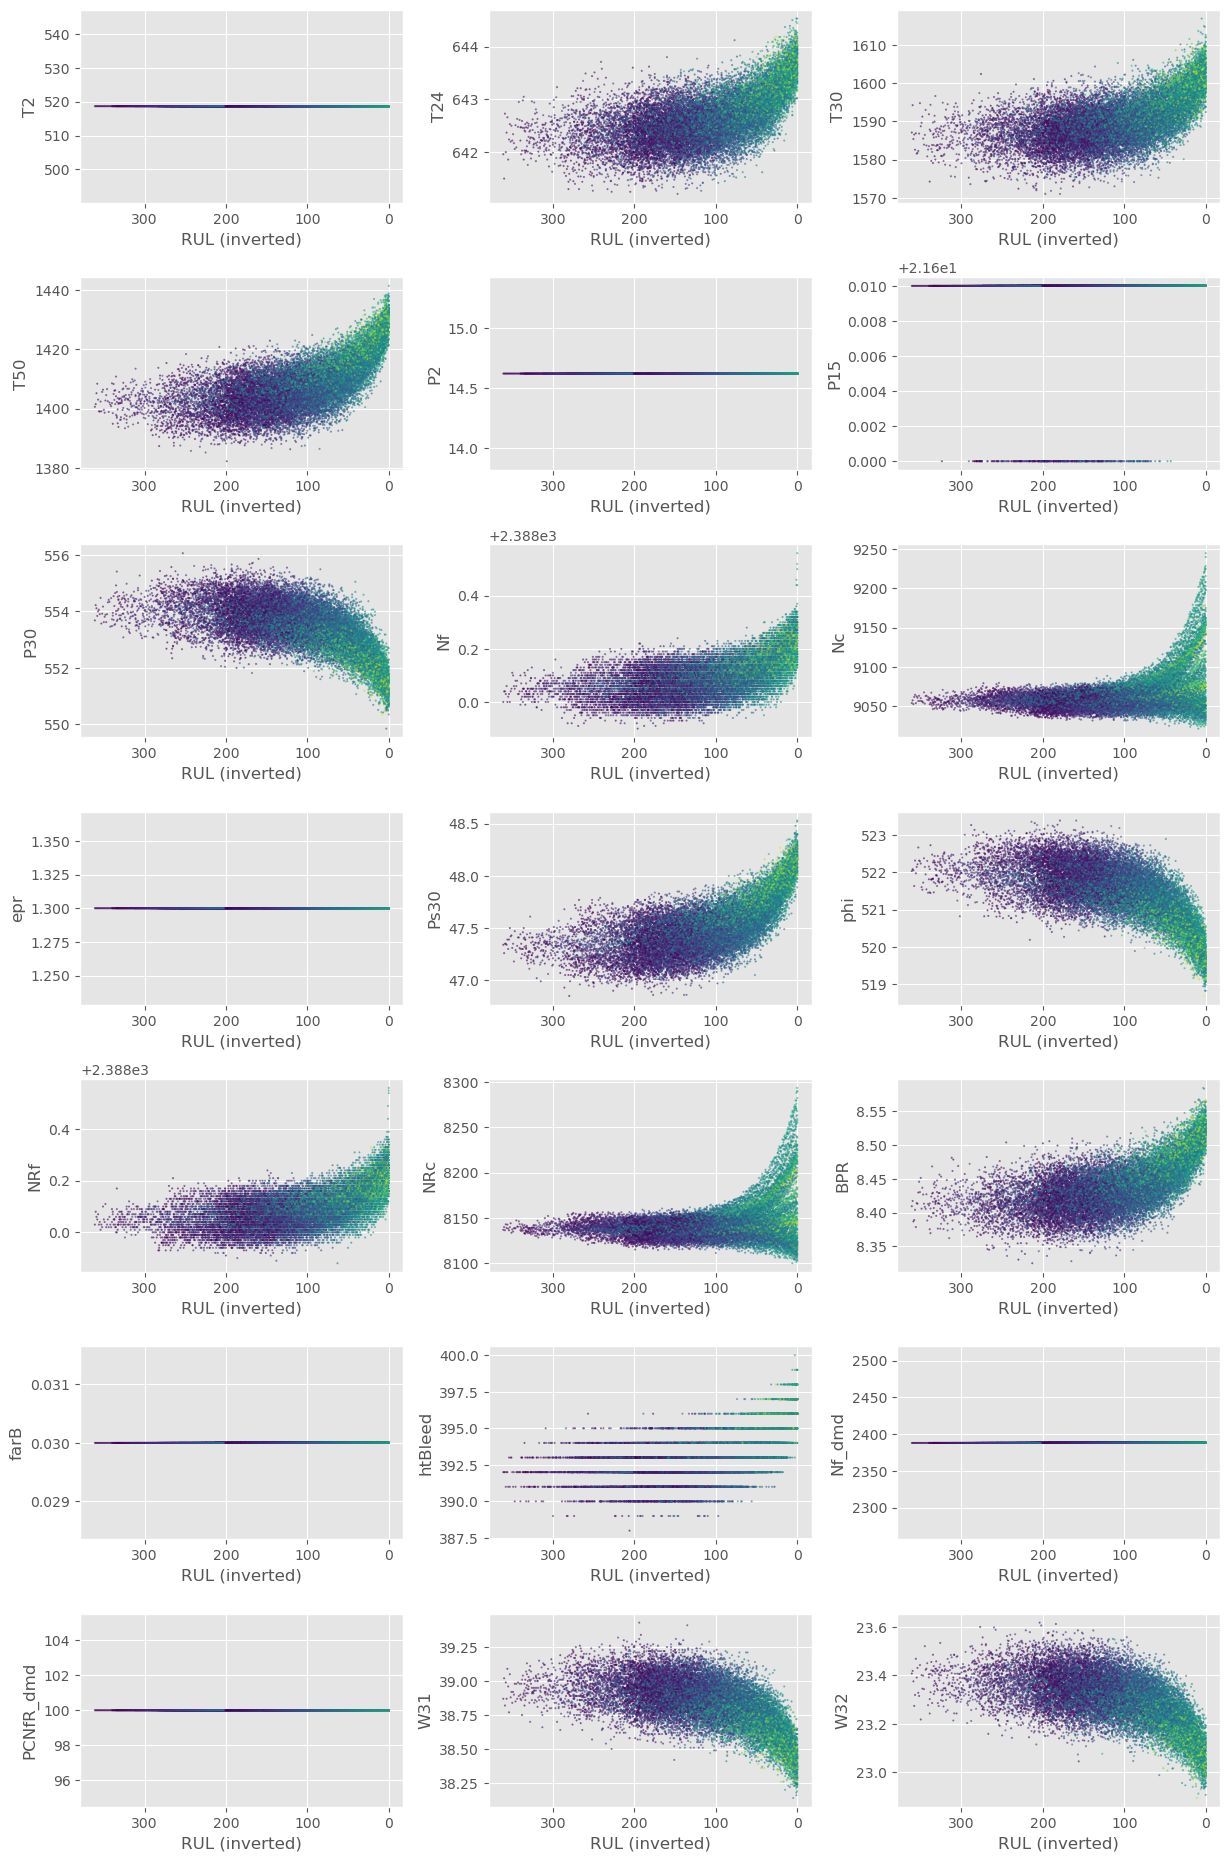 540
530
520
510
500
T2
300 200 100 0
RUL (inverted)
644
643
642
T24
300 200 100 0
RUL (inverted)
1610
1600
1590
1580
1570
T30
300 200 100 0
RUL (inverted)
1440
1420
1400
1380
T50
300 200 100 0
RUL (inverted)
15.0
14.5
14.0
P2
300 200 100 0
RUL (inverted)
+2.16e1
0.010
0.008
0.006
0.004
0.002
0.000
P15
300 200 100 0
RUL (inverted)
556
554
552
550
P30
300 200 100 0
RUL (inverted)
+2.388e3
0.4
0.2
0.0
Nf
300 200 100 0
RUL (inverted)
9250
9200
9150
9100
9050
Nc
300 200 100 0
RUL (inverted)
1.350
1.325
1.300
1.275
1.250
epr
300 200 100 0
RUL (inverted)
48.5
48.0
47.5
47.0
Ps30
300 200 100 0
RUL (inverted)
523
522
521
520
519
phi
300 200 100 0
RUL (inverted)
+2.388e3
0.4
0.2
0.0
NRf
300 200 100 0
RUL (inverted)
8300
8250
8200
8150
8100
NRc
300 200 100 0
RUL (inverted)
8.55
8.50
8.45
8.40
8.35
BPR
300 200 100 0
RUL (inverted)
0.031
0.030
0.029
farB
300 200 100 0
RUL (inverted)
400.0
397.5
395.0
392.5
390.0
387.5
htBleed
300 200 100 0
RUL (inverted)
2500
2450
2400
2350
2300
Nf_dmd
300 200 100 0
RUL (inverted)
104
102
100
98
96
PCNfR_dmd
300 200 100 0
RUL (inverted)
39.25
39.00
38.75
38.50
38.25
W31
300 200 100 0
RUL (inverted)
23.6
23.4
23.2
23.0
W32
300 200 100 0
RUL (inverted)